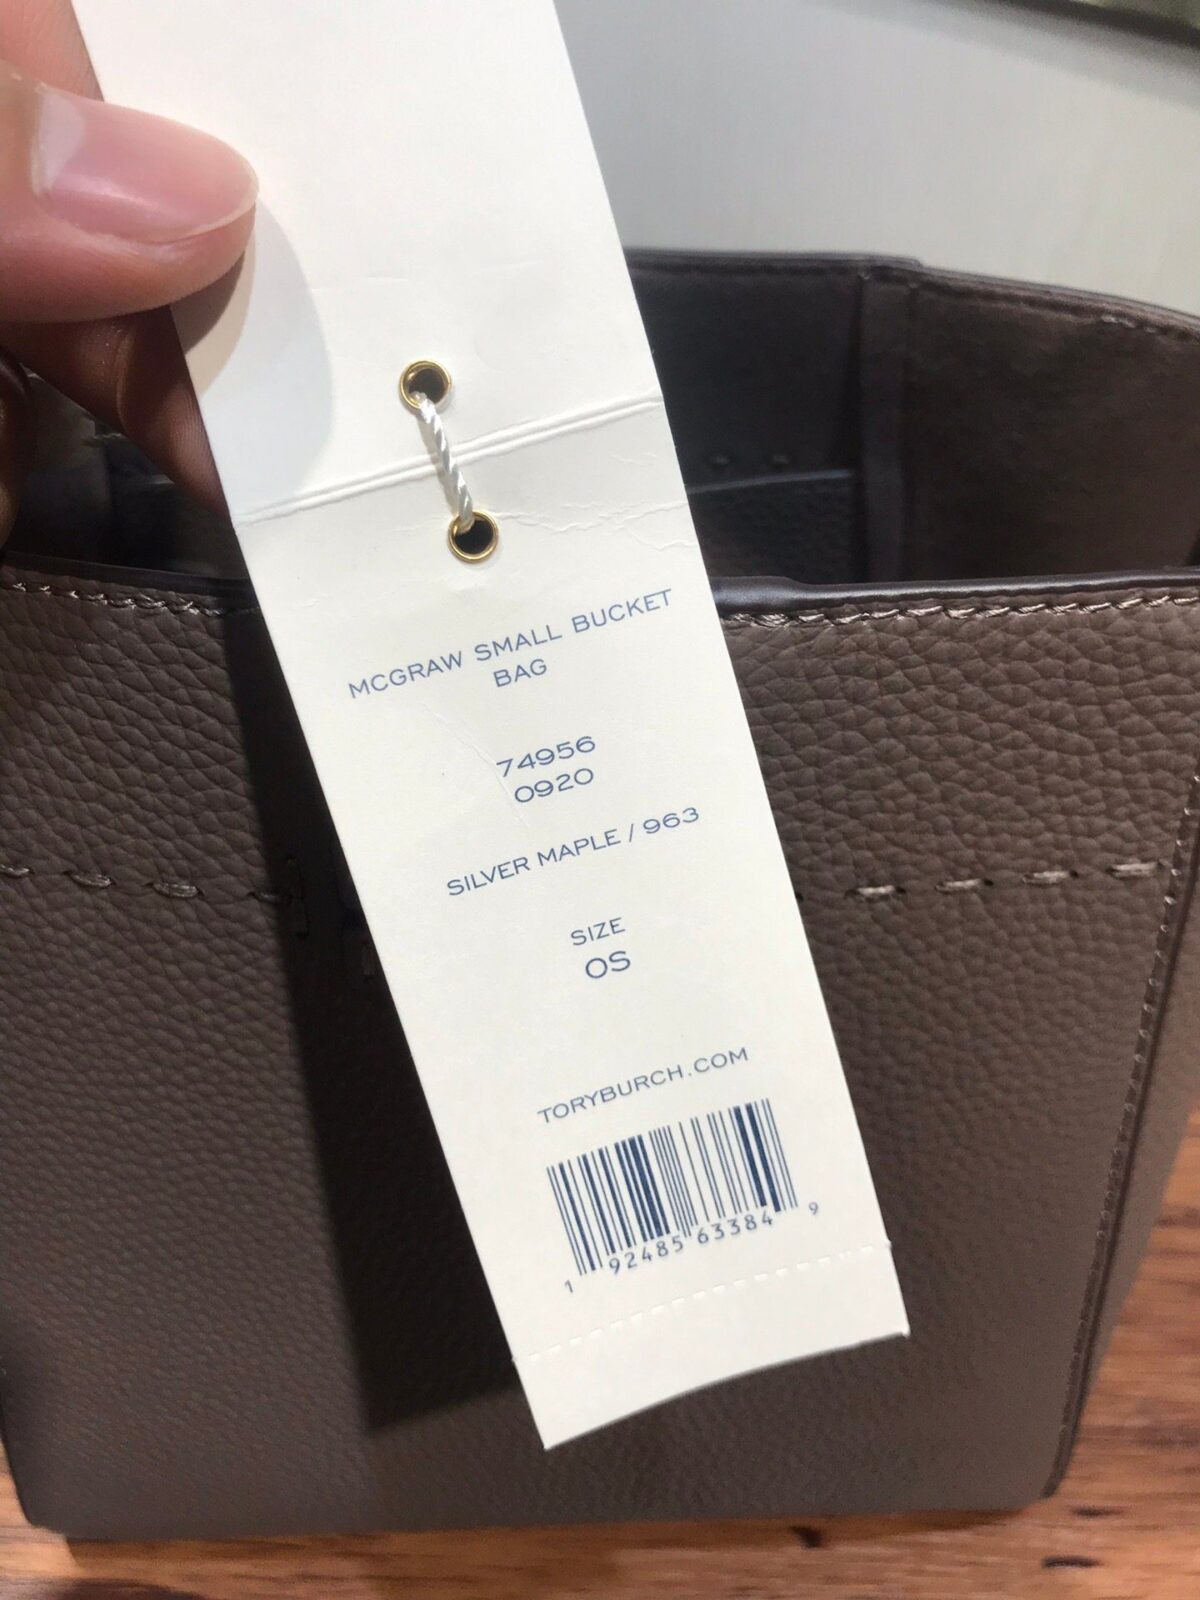 MCGRAW SMALL BUCKET
BAG
74956
0920
SILVER MAPLE / 963
SIZE
OS
TORYBURCH.COM
1 92485 63384 9